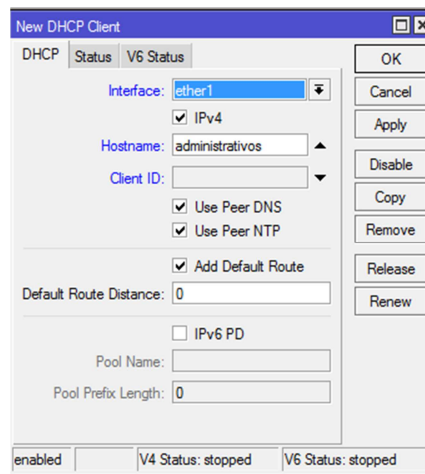 New DHCP Client
DHCP Status V6 Status
Interface: ether1
IPv4
Hostname: administrativos
Client ID:
Use Peer DNS
Use Peer NTP
Add Default Route
Default Route Distance: 0
IPv6 PD
Pool Name:
Pool Prefix Length: 0
OK
Cancel
Apply
Disable
Copy
Remove
Release
Renew
enabled V4 Status: stopped V6 Status: stopped